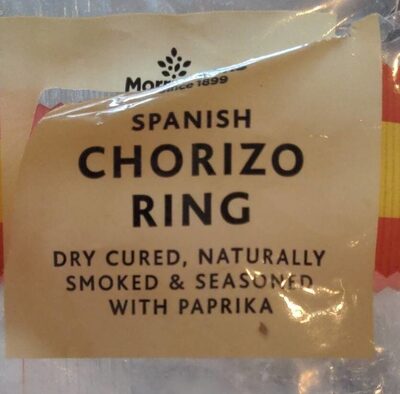 since 1899
SPANISH
CHORIZO
RING
DRY CURED, NATURALLY
SMOKED & SEASONED
WITH PAPRIKA